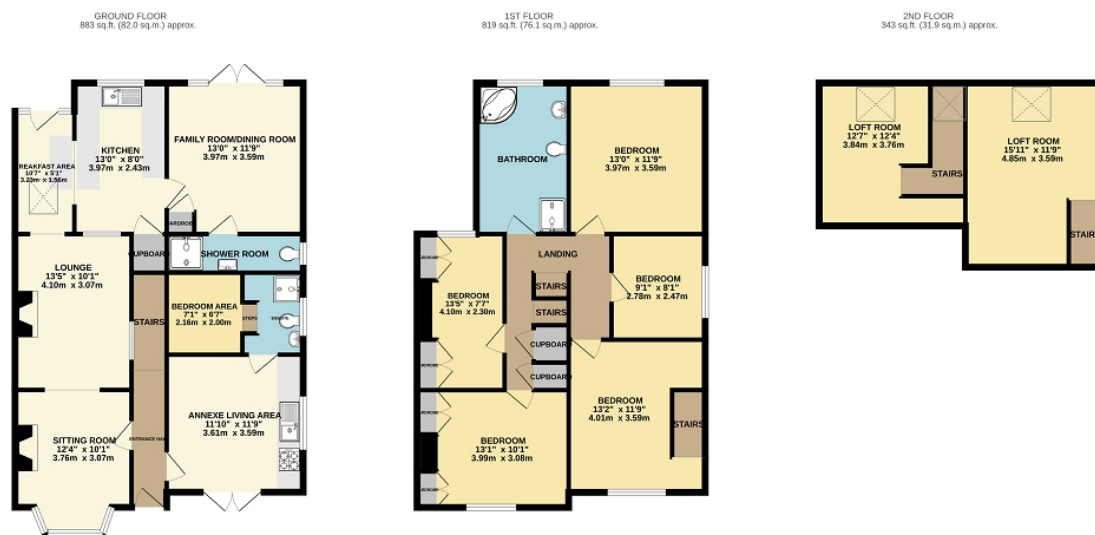 GROUND FLOOR
883 sq.ft. (82.0 sq.m.) approx.
KITCHEN
13'0" x 8'0"
3.97m x 2.43m
FAMILY ROOM/DINING ROOM
13'0" x 11'9"
3.97m x 3.59m
REAKFAST AREA
10'7" x 5'1"
3.23m x 1.56m
ARDROB
CUPBOARD
SHOWER ROOM
LOUNGE
13'5" x 10'1"
4.10m x 3.07m
STAIRS
BEDROOM AREA
7'1" x 6'7"
2.16m x 2.00m
STEPS
ENSUITE
ANNEXE LIVING AREA
11'10" x 11'9"
3.61m x 3.59m
SITTING ROOM
12'4" x 10'1"
3.76m x 3.07m
ENTRANCE HAL
1ST FLOOR
819 sq.ft. (76.1 sq.m.) approx.
BATHROOM
BEDROOM
13'0" x 11'9"
3.97m x 3.59m
LANDING
BEDROOM
13'5" x 7'7"
4.10m x 2.30m
STAIRS
STAIRS
BEDROOM
9'1" x 8'1"
2.78m x 2.47m
CUPBOARD
CUPBOARD
BEDROOM
13'2" x 11'9"
4.01m x 3.59m
STAIRS
BEDROOM
13'1" x 10'1"
3.99m x 3.08m
2ND FLOOR
343 sq.ft. (31.9 sq.m.) approx.
LOFT ROOM
12'7" x 12'4"
3.84m x 3.76m
LOFT ROOM
15'11" x 11'9"
4.85m x 3.59m
STAIRS
STAIR